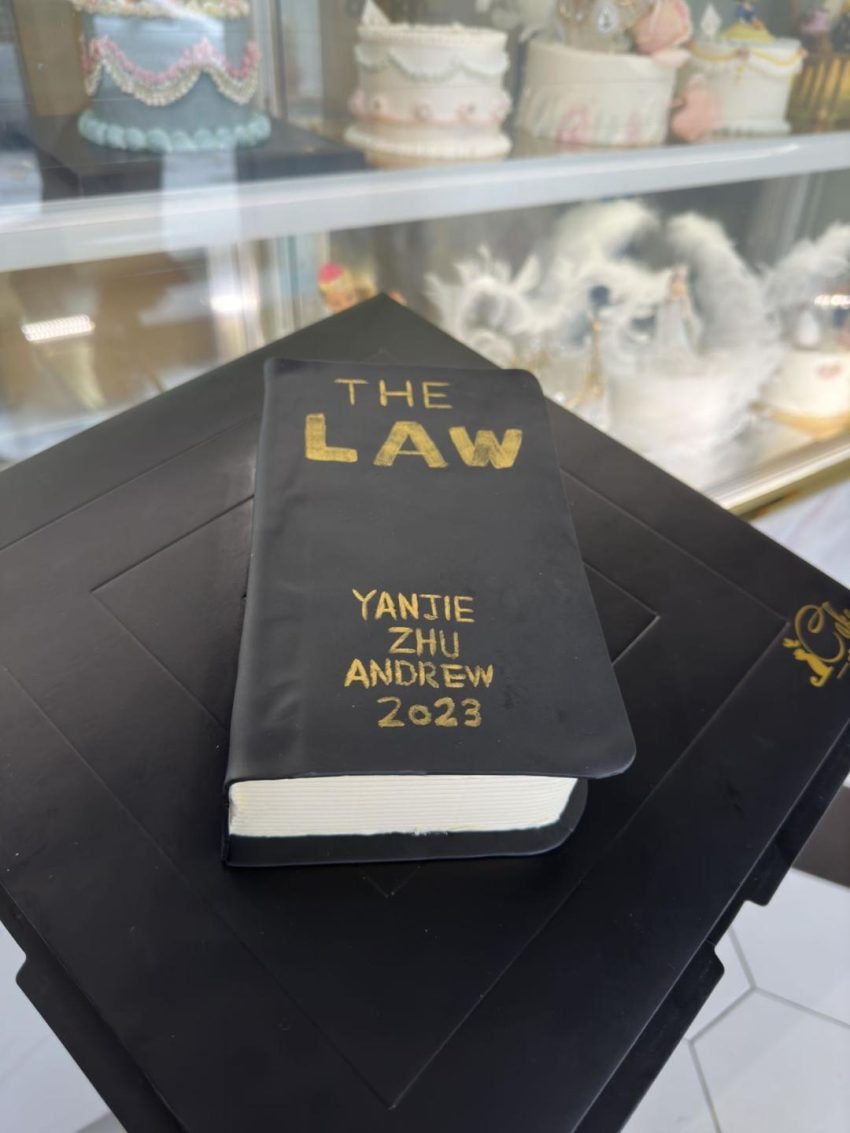 THE
LAW
YANJIE
ZHU
ANDREW
2023